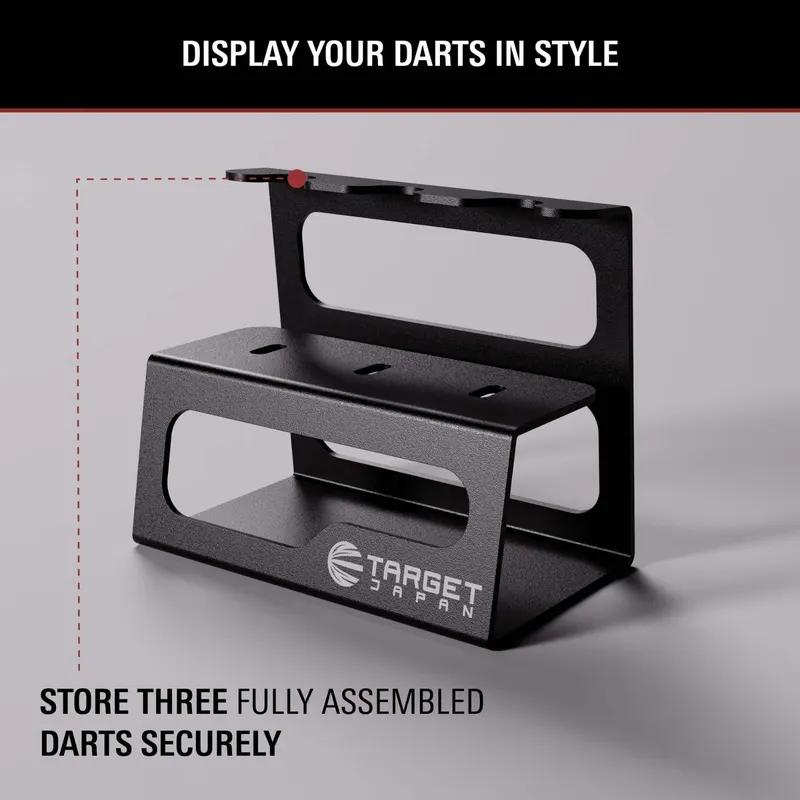 DISPLAY YOUR DARTS IN STYLE
TARGET
JAPAN
STORE THREE FULLY ASSEMBLED
DARTS SECURELY